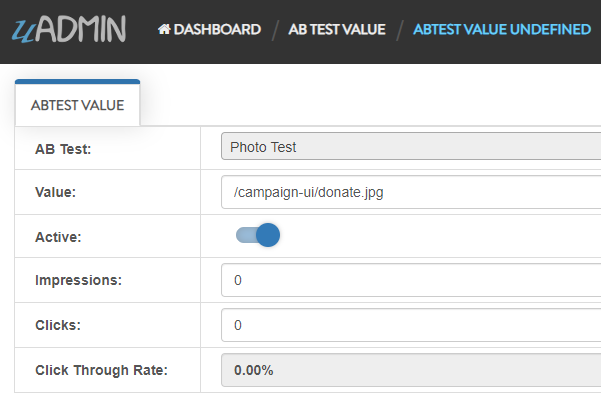 uADMIN DASHBOARD / AB TEST VALUE / ABTEST VALUE UNDEFINED
ABTEST VALUE
AB Test: Photo Test
Value: /campaign-ui/donate.jpg
Active:
Impressions: 0
Clicks: 0
Click Through Rate: 0.00%